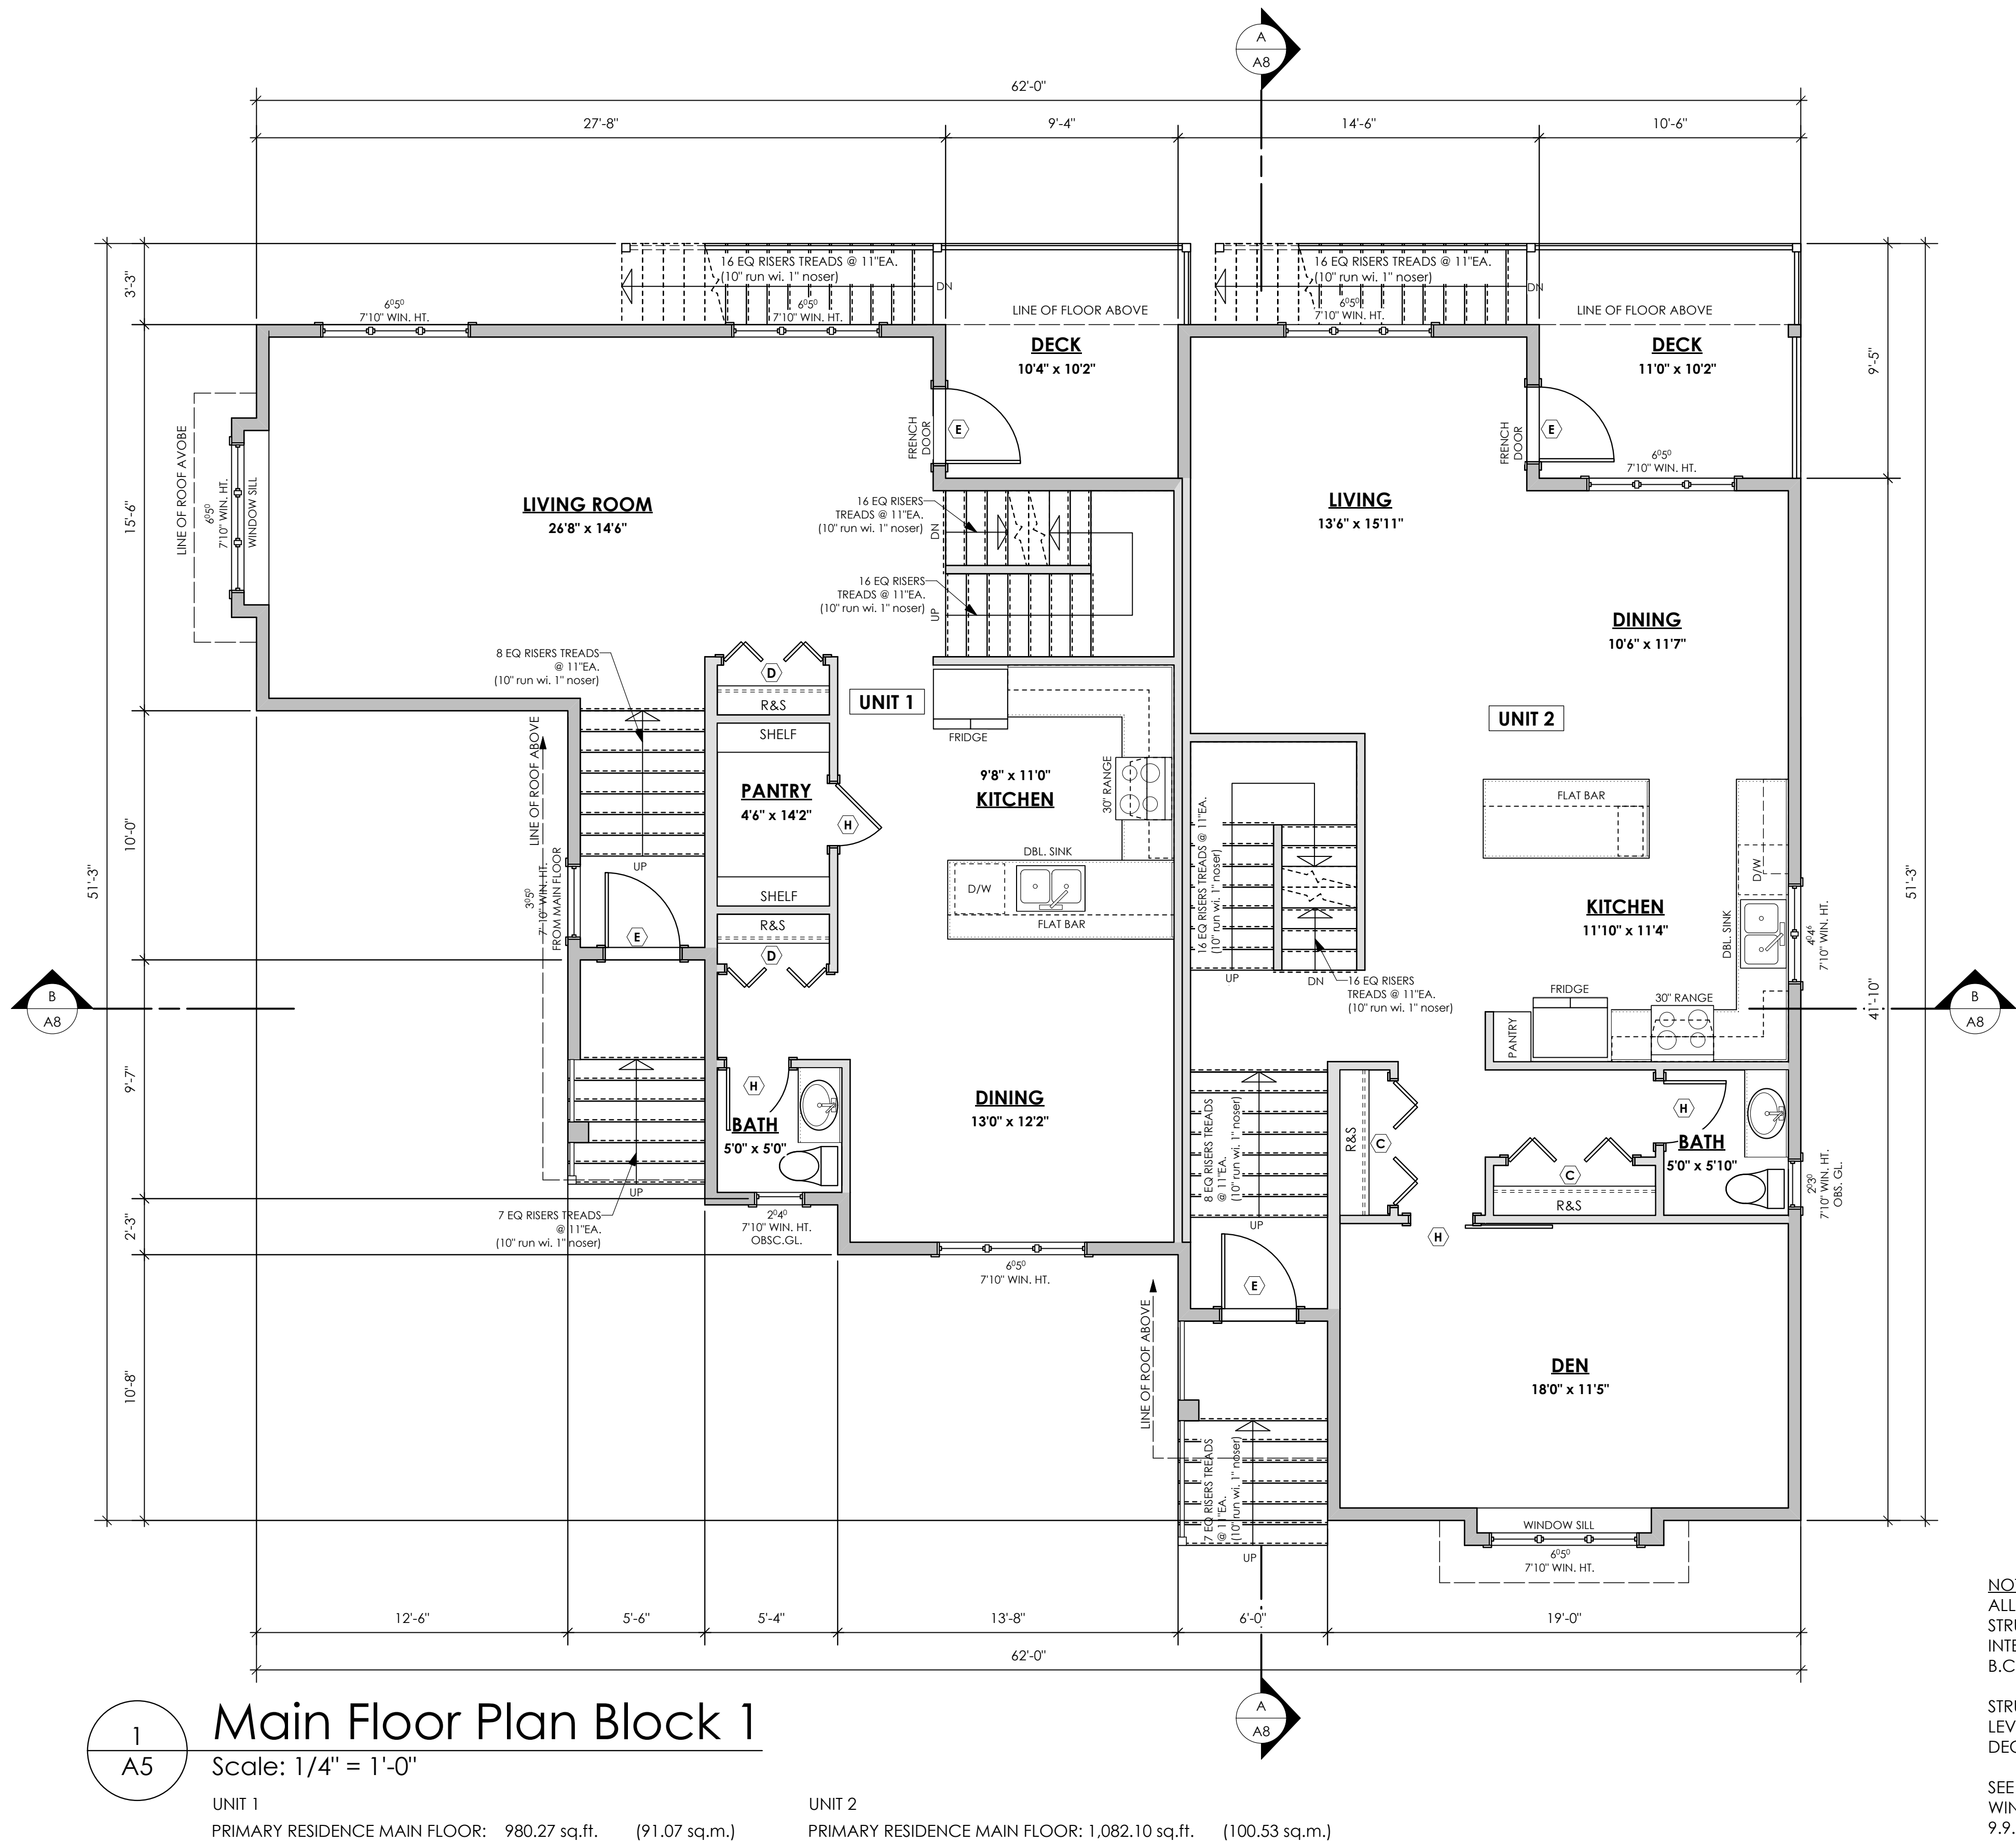 A
A8
62'-0"
27'-8"
9'-4"
14'-6"
10'-6"
3'-3"
16 EQ RISERS TREADS @ 11"EA.
(10" run wi. 1" noser)
DN
6⁰5⁰
7'10" WIN. HT.
6⁰5⁰
7'10" WIN. HT.
LINE OF FLOOR ABOVE
DECK
10'4" x 10'2"
16 EQ RISERS TREADS @ 11"EA.
(10" run wi. 1" noser)
DN
6⁰5⁰
7'10" WIN. HT.
LINE OF FLOOR ABOVE
DECK
11'0" x 10'2"
9'-5"
FRENCH
DOOR
E
FRENCH
DOOR
E
6⁰5⁰
7'10" WIN. HT.
LINE OF ROOF AVOBE
6⁰5⁰
7'10" WIN. HT.
WINDOW SILL
15'-6"
LIVING ROOM
26'8" x 14'6"
16 EQ RISERS
TREADS @ 11"EA.
(10" run wi. 1" noser)
DN
16 EQ RISERS
TREADS @ 11"EA.
(10" run wi. 1" noser)
UP
LIVING
13'6" x 15'11"
DINING
10'6" x 11'7"
8 EQ RISERS TREADS
@ 11"EA.
(10" run wi. 1" noser)
D
R&S
SHELF
UNIT 1
FRIDGE
UNIT 2
LINE OF ROOF ABOVE
PANTRY
4'6" x 14'2"
H
9'8" x 11'0"
KITCHEN
30" RANGE
FLAT BAR
D/W
10'-0"
51'-3"
UP
3⁰5⁰
7'10" WIN. HT.
FROM MAIN FLOOR
E
SHELF
R&S
D
DBL. SINK
D/W
FLAT BAR
16 EQ RISERS TREADS @ 11"EA.
(10" run wi. 1" noser)
UP
DN
16 EQ RISERS
TREADS @ 11"EA.
(10" run wi. 1" noser)
KITCHEN
11'10" x 11'4"
DBL. SINK
4⁰4⁶
7'10" WIN. HT.
51'-3"
41'-10"
FRIDGE
30" RANGE
PANTRY
B
A8
B
A8
9'-7"
H
BATH
5'0" x 5'0"
DINING
13'0" x 12'2"
8 EQ RISERS TREADS
@ 11"EA.
(10" run wi. 1" noser)
UP
R&S
C
C
R&S
H
BATH
5'0" x 5'10"
2⁰3⁰
7'10" WIN. HT.
OBS. GL.
UP
7 EQ RISERS TREADS
@ 11"EA.
(10" run wi. 1" noser)
2'-3"
2⁰4⁰
7'10" WIN. HT.
OBSC.GL.
6⁰5⁰
7'10" WIN. HT.
H
E
LINE OF ROOF ABOVE
10'-8"
DEN
18'0" x 11'5"
7 EQ RISERS TREADS
@ 11"EA.
(10" run wi. 1" noser)
UP
WINDOW SILL
6⁰5⁰
7'10" WIN. HT.
12'-6"
5'-6"
5'-4"
13'-8"
6'-0"
19'-0"
62'-0"
A
A8
1
A5
Main Floor Plan Block 1
Scale: 1/4" = 1'-0"
UNIT 1
PRIMARY RESIDENCE MAIN FLOOR: 980.27 sq.ft. (91.07 sq.m.)
UNIT 2
PRIMARY RESIDENCE MAIN FLOOR: 1,082.10 sq.ft. (100.53 sq.m.)
ALL
SEE
9.9.